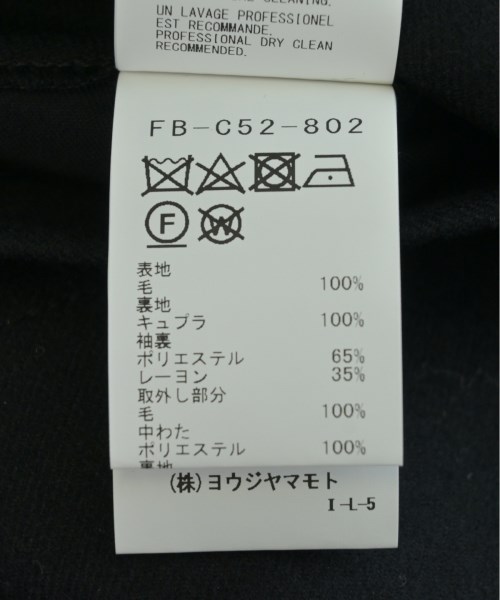 UN LAVAGE PROFESSIONEL
EST RECOMMANDE.
PROFESSIONAL DRY CLEAN
RECOMMENDED.
FB-C52-802
F W
表地
毛 100%
裏地
キュプラ 100%
袖裏
ポリエステル 65%
レーヨン 35%
取外し部分
毛 100%
中わた
ポリエステル 100%
(株)ヨウジヤマモト
I-L-5